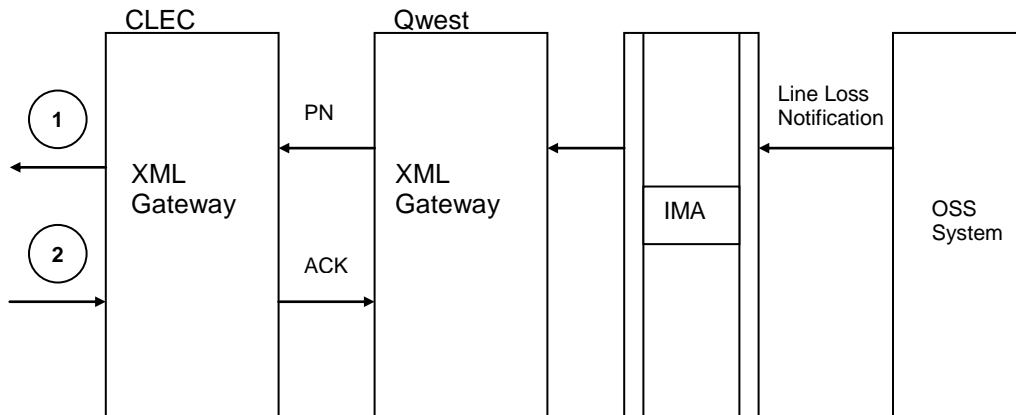 CLEC
Qwest
1
PN
Line Loss
Notification
XML
Gateway
XML
Gateway
IMA
OSS
System
2
ACK